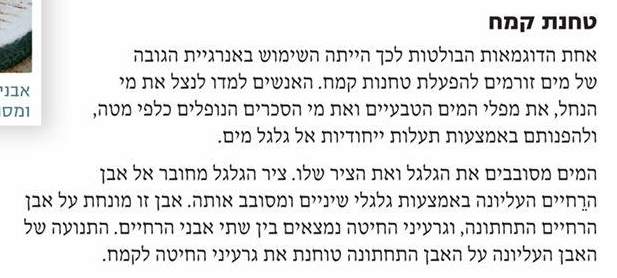 טחנת קמח
אחת הדוגמאות הבולטות לכך הייתה השימוש באנרגיית הגובה
של מים זורמים להפעלת טחנות קמח. האנשים למדו לנצל את מי
הנחל, את מפלי המים הטבעיים ואת מי הסכרים הנופלים כלפי מטה,
ולהפנותם באמצעות תעלות ייחודיות אל גלגל מים.
המים מסובבים את הגלגל ואת הציר שלו. ציר הגלגל מחובר אל אבן
הרֵחיים העליונה באמצעות גלגלי שיניים ומסובב אותה. אבן זו מונחת על אבן
הרחיים התחתונה, וגרעיני החיטה נמצאים בין שתי אבני הרחיים. התנועה של
האבן העליונה על האבן התחתונה טוחנת את גרעיני החיטה לקמח.